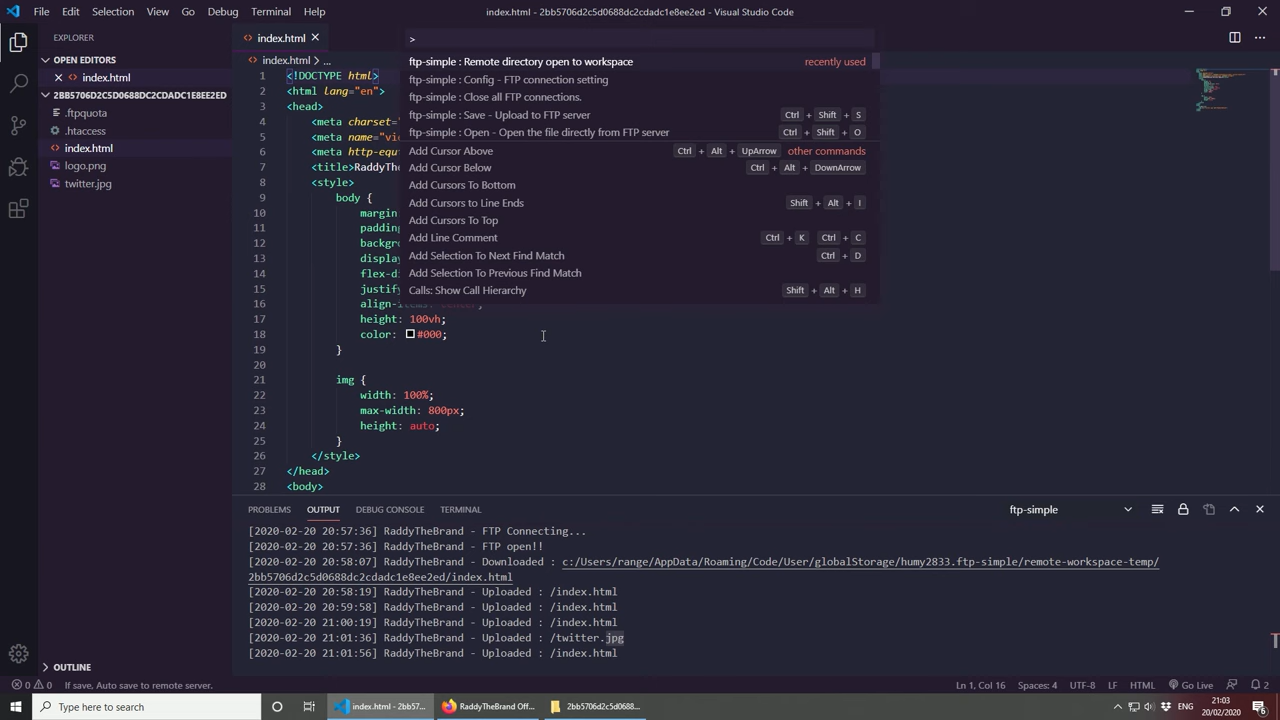 File Edit Selection View Go Debug Terminal Help
index.html - 2bb5706d2c5d0688dc2cdadc1e8ee2ed - Visual Studio Code
EXPLORER
OPEN EDITORS
index.html
2BB5706D2C5D0688DC2CDADC1E8EE2ED
.ftpquota
.htaccess
index.html
logo.png
twitter.jpg
OUTLINE
index.html
index.html > ...
>
ftp-simple : Remote directory open to workspace recently used
ftp-simple : Config - FTP connection setting
ftp-simple : Close all FTP connections.
ftp-simple : Save - Upload to FTP server Ctrl + Shift + S
ftp-simple : Open - Open the file directly from FTP server Ctrl + Shift + O
Add Cursor Above Ctrl + Alt + UpArrow other commands
Add Cursor Below Ctrl + Alt + DownArrow
Add Cursors To Bottom
Add Cursors to Line Ends Shift + Alt + I
Add Cursors To Top
Add Line Comment Ctrl + K Ctrl + C
Add Selection To Next Find Match Ctrl + D
Add Selection To Previous Find Match
Calls: Show Call Hierarchy Shift + Alt + H
1 <!DOCTYPE html>
2 <html lang="en">
3 <head>
4 <meta charset="
5 <meta name="vie
6 <meta http-equi
7 <title>RaddyThe
8 <style>
9 body {
10 margin:
11 padding
12 backgro
13 display
14 flex-di
15 justify
16 align-items: center;
17 height: 100vh;
18 color: #000;
19 }
20
21 img {
22 width: 100%;
23 max-width: 800px;
24 height: auto;
25 }
26 </style>
27 </head>
28 <body>
PROBLEMS OUTPUT DEBUG CONSOLE TERMINAL ftp-simple
[2020-02-20 20:57:36] RaddyTheBrand - FTP Connecting...
[2020-02-20 20:57:36] RaddyTheBrand - FTP open!!
[2020-02-20 20:58:07] RaddyTheBrand - Downloaded : c:/Users/range/AppData/Roaming/Code/User/globalStorage/humy2833.ftp-simple/remote-workspace-temp/
2bb5706d2c5d0688dc2cdadc1e8ee2ed/index.html
[2020-02-20 20:58:19] RaddyTheBrand - Uploaded : /index.html
[2020-02-20 20:59:58] RaddyTheBrand - Uploaded : /index.html
[2020-02-20 21:00:19] RaddyTheBrand - Uploaded : /index.html
[2020-02-20 21:01:36] RaddyTheBrand - Uploaded : /twitter.jpg
[2020-02-20 21:01:56] RaddyTheBrand - Uploaded : /index.html
0 0 If save, Auto save to remote server. Ln 1, Col 16 Spaces: 4 UTF-8 LF HTML Go Live 2
Type here to search index.html - 2bb57... RaddyTheBrand Off... 2bb5706d2c5d0688... ENG 21:03
20/02/2020